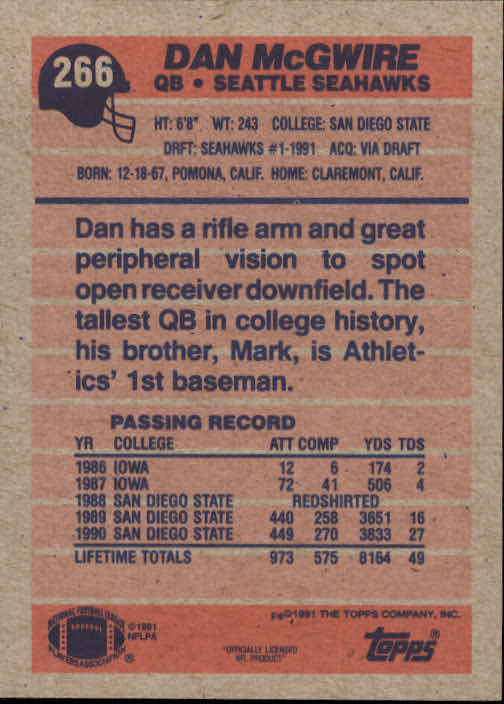 266
DAN McGWIRE
QB • SEATTLE SEAHAWKS
HT: 6'8" WT: 243 COLLEGE: SAN DIEGO STATE
DRFT: SEAHAWKS #1-1991 ACQ: VIA DRAFT
BORN: 12-18-67, POMONA, CALIF. HOME: CLAREMONT, CALIF.
Dan has a rifle arm and great
peripheral vision to spot
open receiver downfield. The
tallest QB in college history,
his brother, Mark, is Athlet-
ics' 1st baseman.
PASSING RECORD
YR COLLEGE ATT COMP YDS TDS
1986 IOWA 12 6 174 2
1987 IOWA 72 41 506 4
1988 SAN DIEGO STATE REDSHIRTED
1989 SAN DIEGO STATE 440 258 3651 16
1990 SAN DIEGO STATE 449 270 3833 27
LIFETIME TOTALS 973 575 8164 49
NATIONAL FOOTBALL LEAGUE
PLAYERS ASSOCIATION
®
©1991
NFLPA
©1991 THE TOPPS COMPANY, INC.
"OFFICIALLY LICENSED
NFL PRODUCT"
topps®